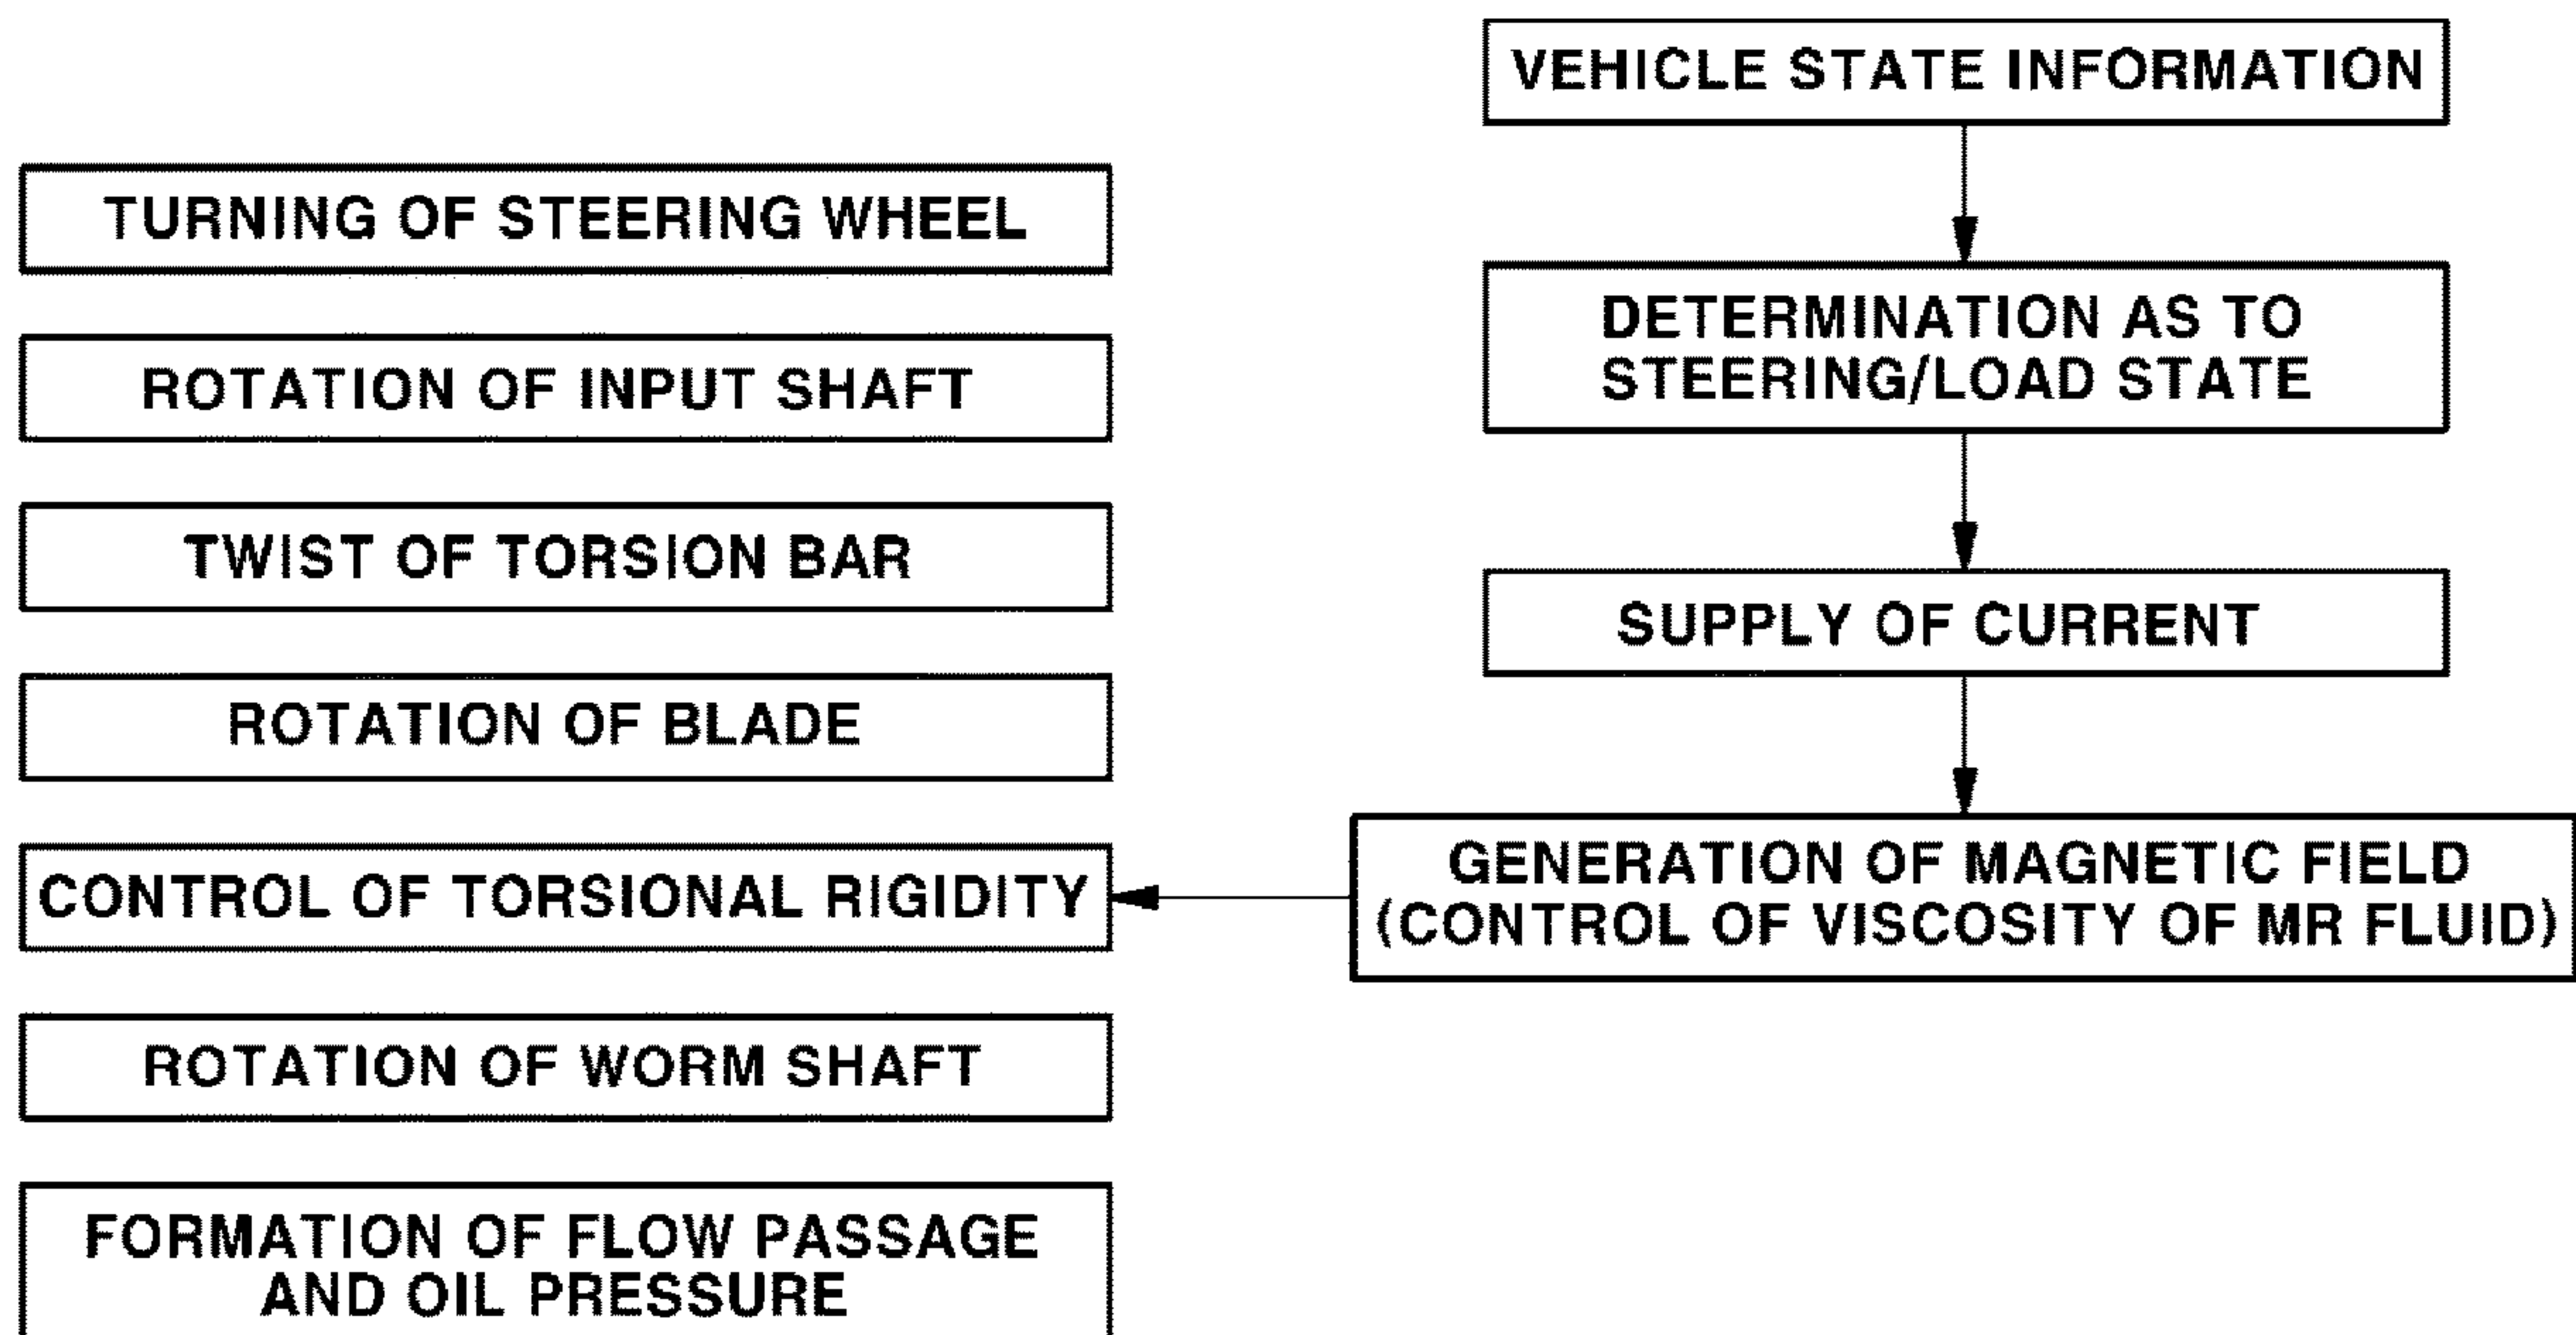 VEHICLE STATE INFORMATION
TURNING OF STEERING WHEEL
DETERMINATION AS TO
STEERING/LOAD STATE
ROTATION OF INPUT SHAFT
TWIST OF TORSION BAR
SUPPLY OF CURRENT
ROTATION OF BLADE
GENERATION OF MAGNETIC FIELD
(CONTROL OF VISCOSITY OF MR FLUID)
CONTROL OF TORSIONAL RIGIDITY
ROTATION OF WORM SHAFT
FORMATION OF FLOW PASSAGE
AND OIL PRESSURE